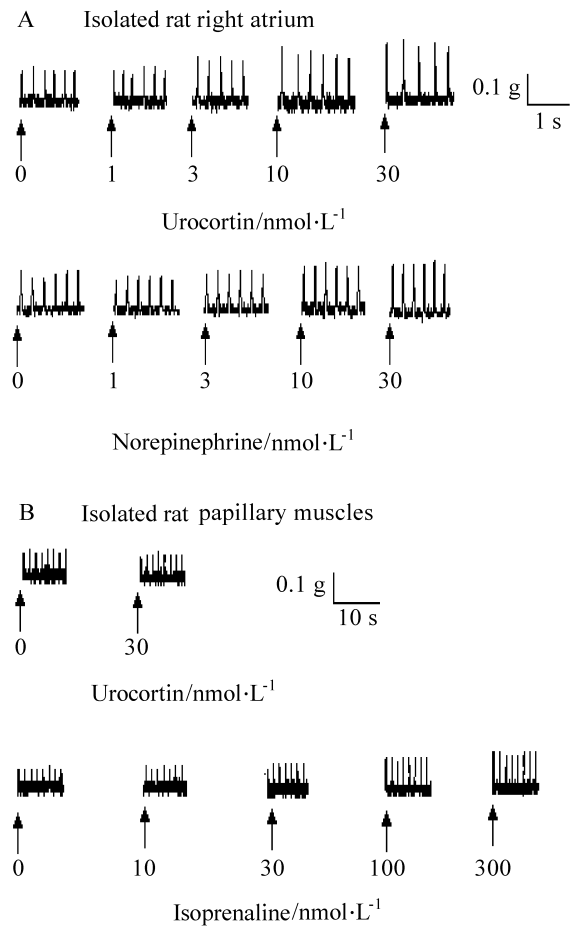 A Isolated rat right atrium
0.1 g
1 s
0 1 3 10 30
Urocortin/nmol·L⁻¹
0 1 3 10 30
Norepinephrine/nmol·L⁻¹
B Isolated rat papillary muscles
0.1 g
10 s
0 30
Urocortin/nmol·L⁻¹
0 10 30 100 300
Isoprenaline/nmol·L⁻¹